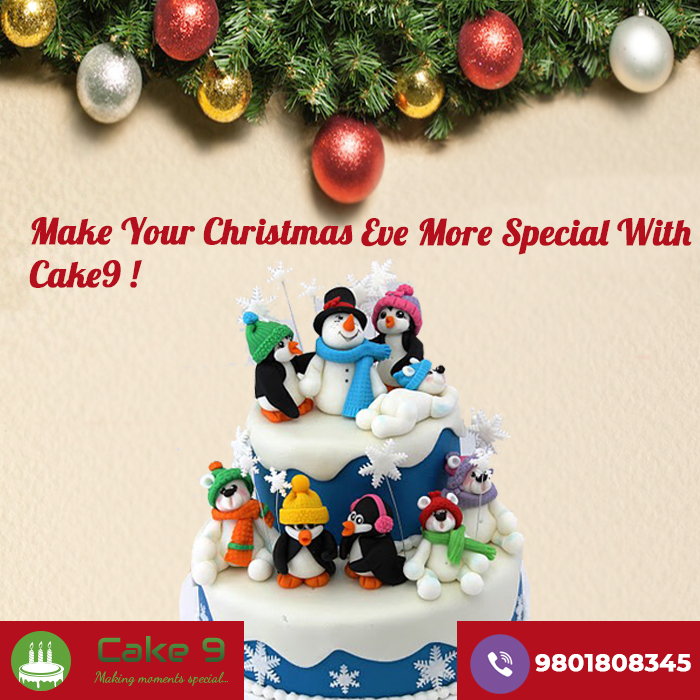 Make Your Christmas Eve More Special With
Cake9 !
Cake 9
Making moments special...
9801808345